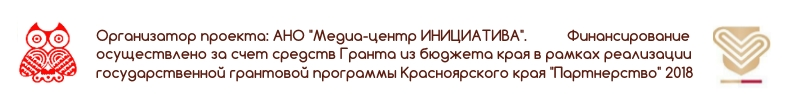 Организатор проекта: АНО "Медиа-центр ИНИЦИАТИВА". Финансирование
осуществлено за счет средств Гранта из бюджета края в рамках реализации
государственной грантовой программы Красноярского края "Партнерство" 2018